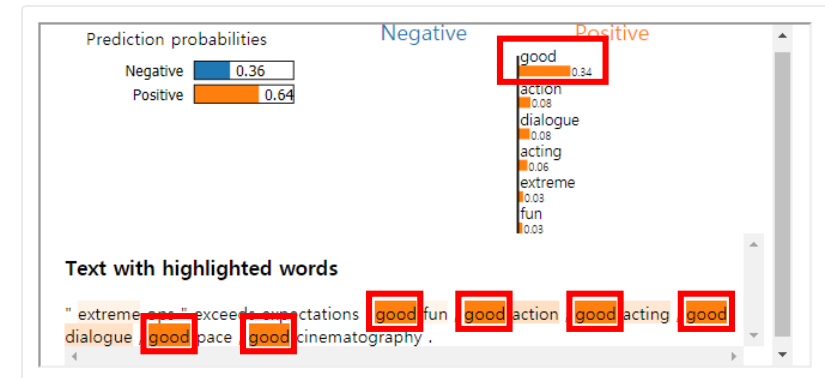 Prediction probabilities
Negative 0.36
Positive 0.64
Negative Positive
good
0.34
action
0.08
dialogue
0.08
acting
0.06
extreme
0.03
fun
0.03
Text with highlighted words
" extreme ops " exceeds expectations . good fun , good action , good acting , good
dialogue , good pace , good cinematography .